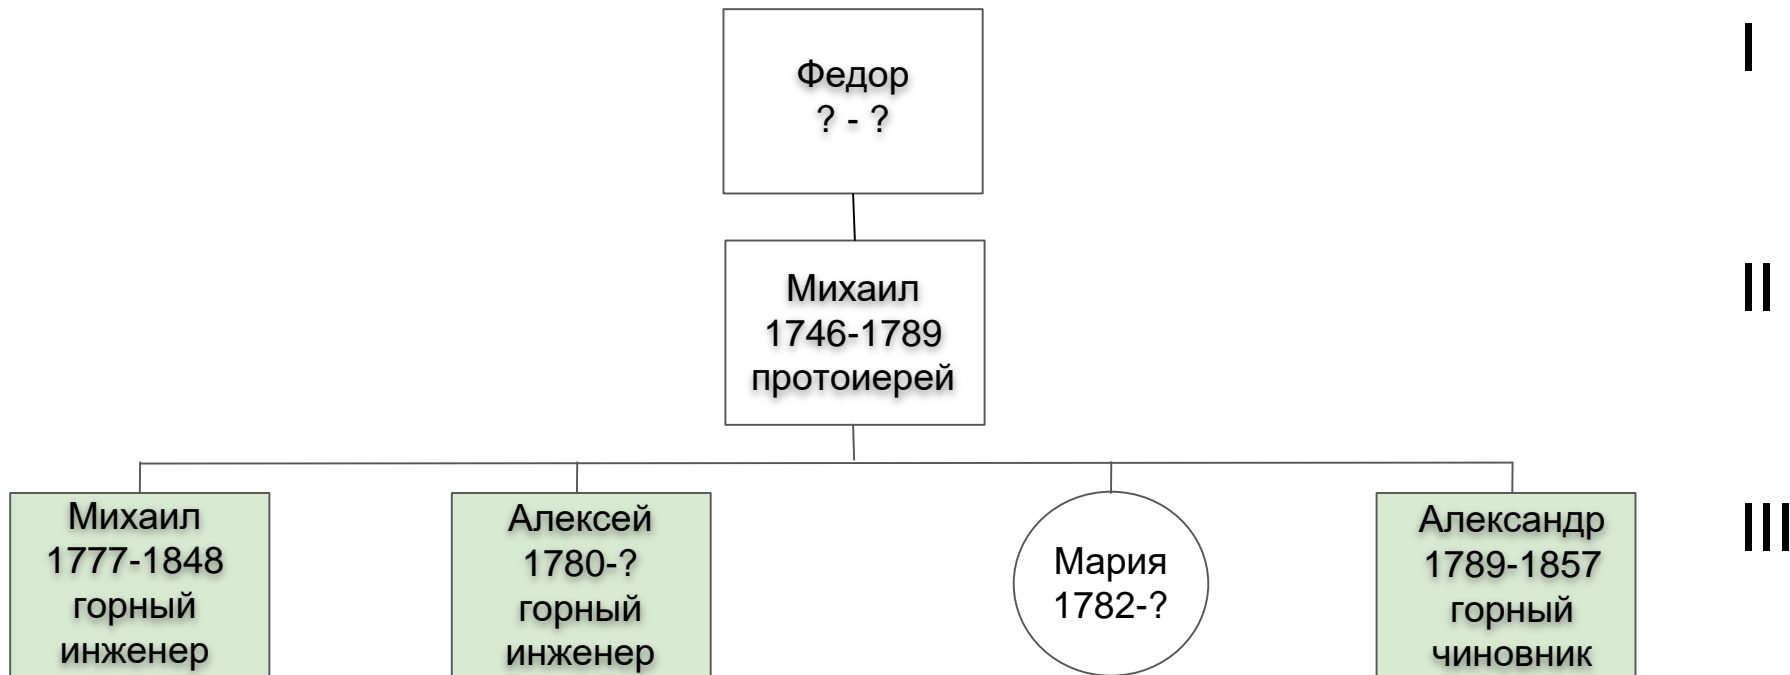 Федор
? - ?
I
Михаил
1746-1789
протоиерей
II
Михаил
1777-1848
горный
инженер
Алексей
1780-?
горный
инженер
Мария
1782-?
Александр
1789-1857
горный
чиновник
III